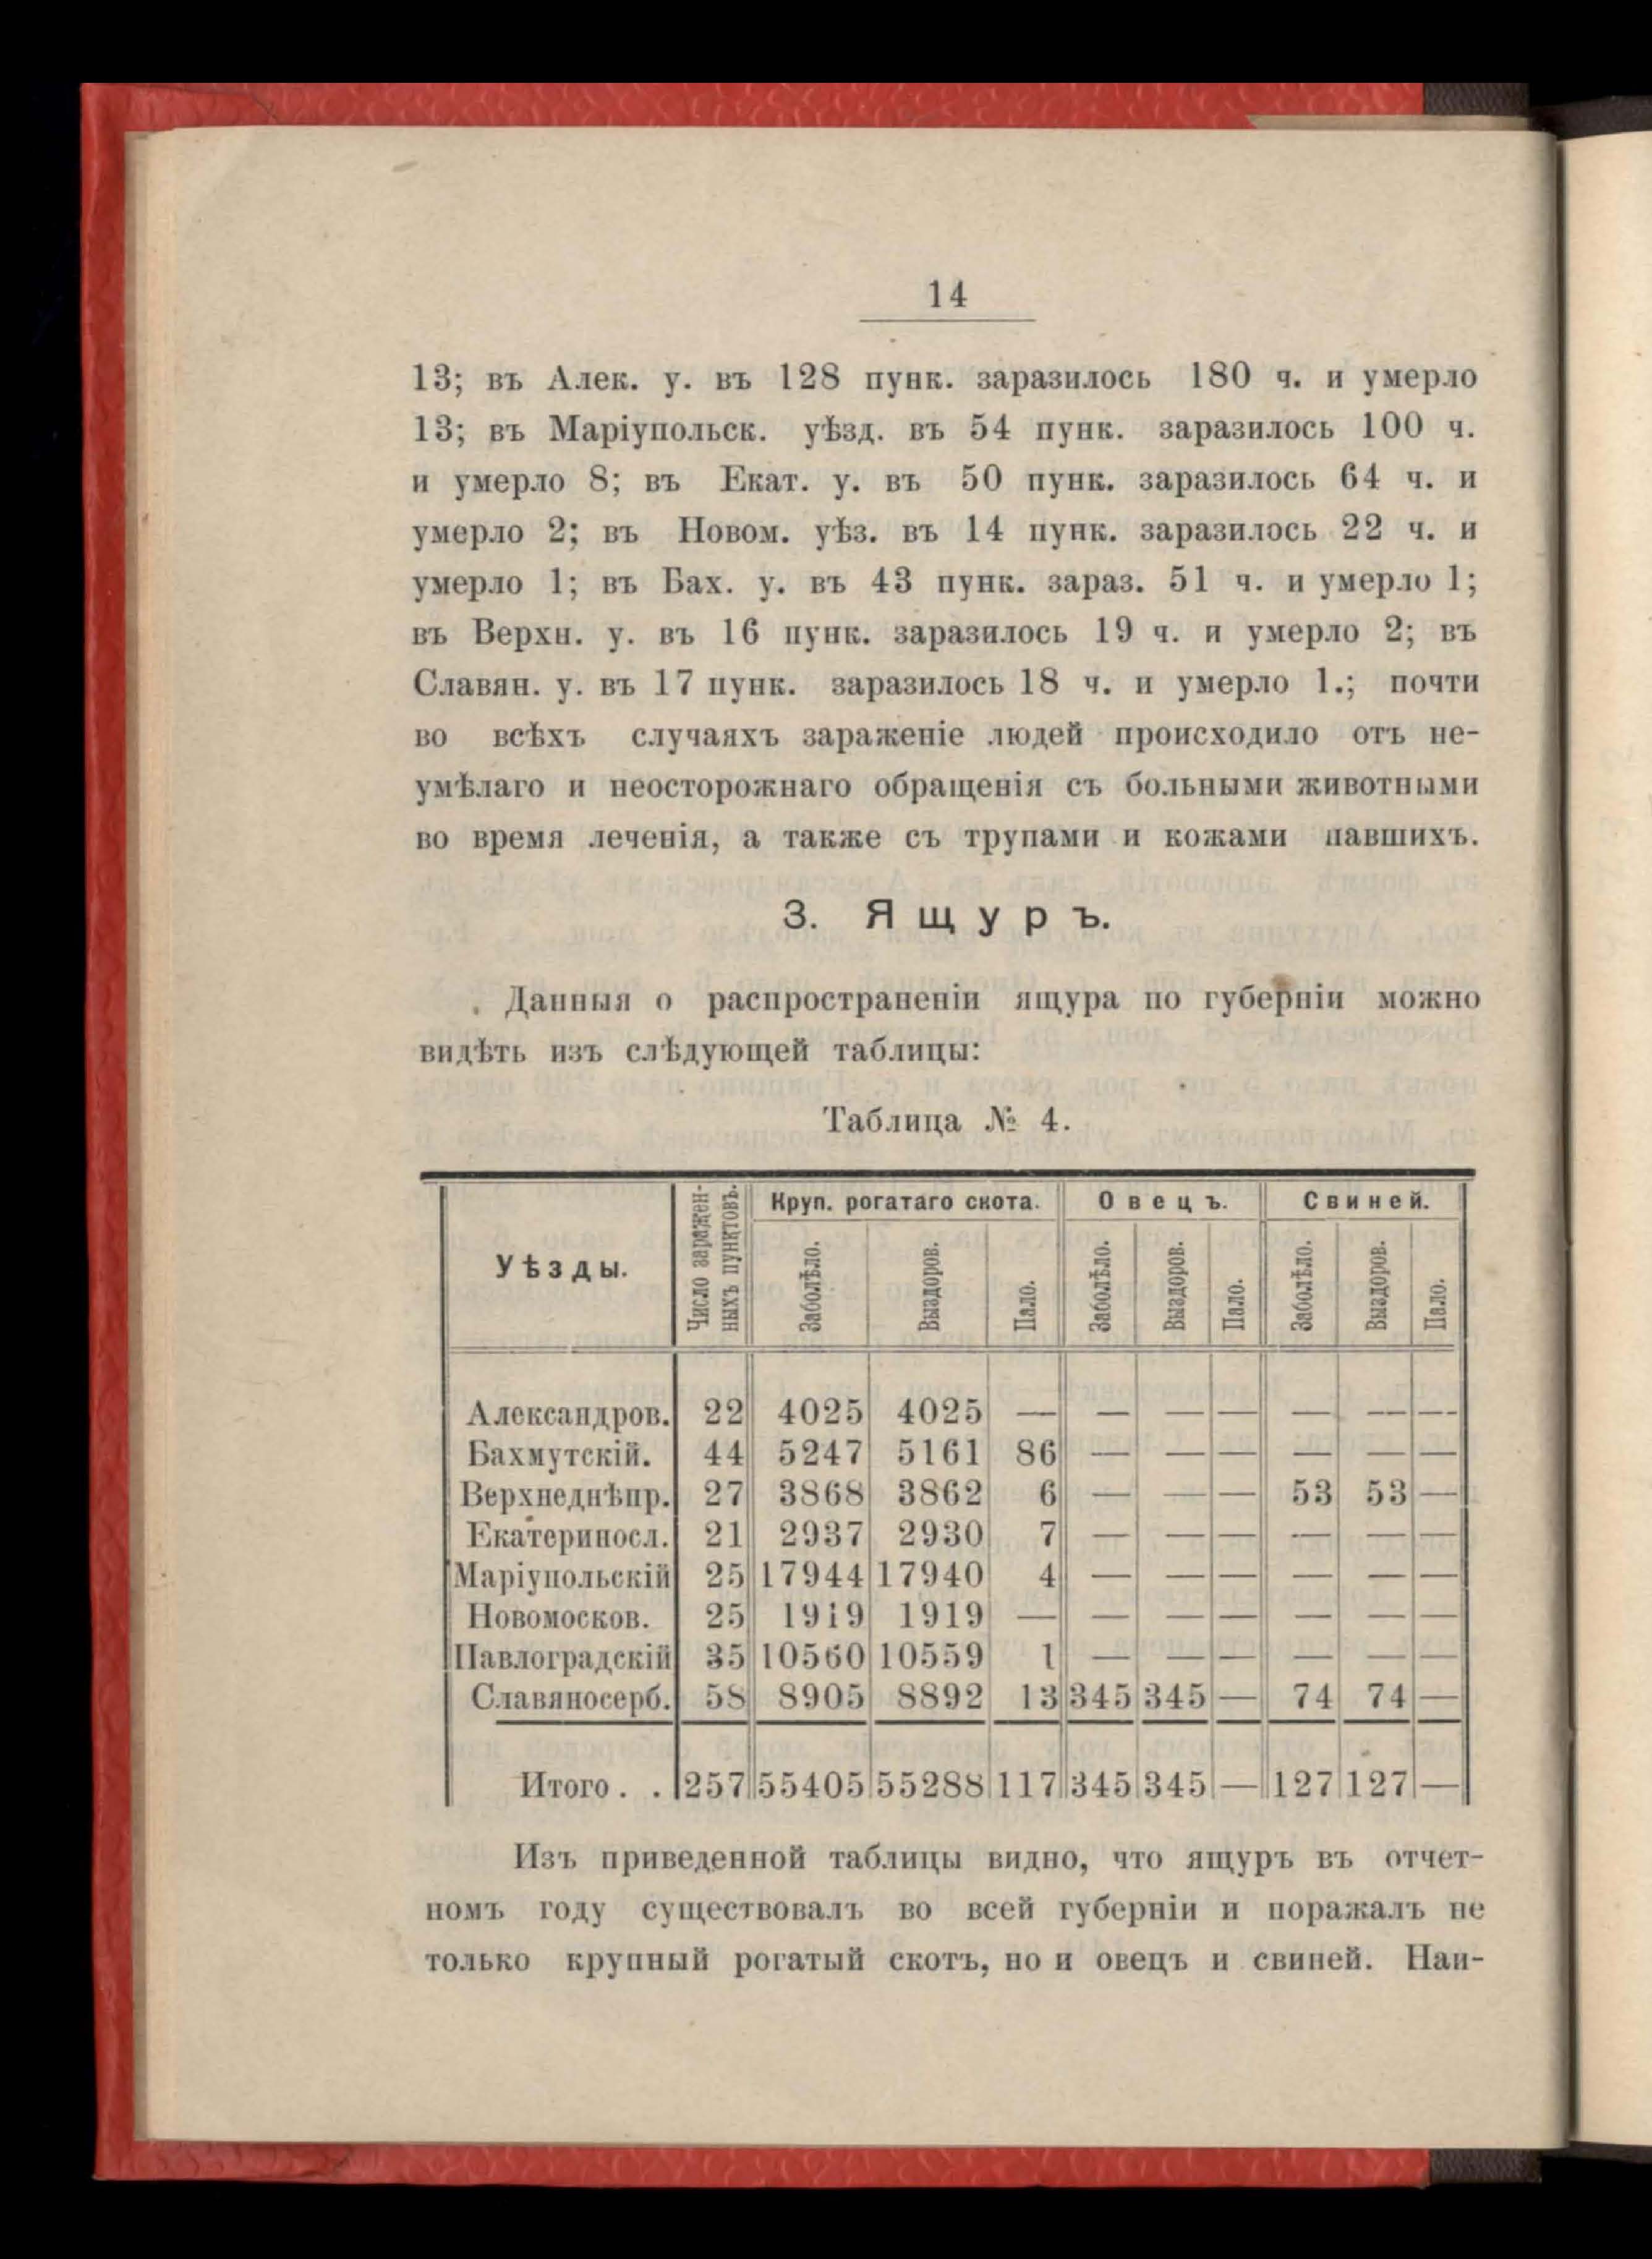 14
13; въ Алек. у. въ 128 пунк. заразилось 180 ч. и умерло
13; въ Маріупольск. уѣзд. въ 54 пунк. заразилось 100 ч.
и умерло 8; въ Екат. у. въ 50 пунк. заразилось 64 ч. и
умерло 2; въ Новом. уѣз. въ 14 пунк. заразилось 22 ч. и
умерло 1; въ Бах. у. въ 43 пунк. зараз. 51 ч. и умерло 1;
въ Верхн. у. въ 16 пунк. заразилось 19 ч. и умерло 2; въ
Славян. у. въ 17 пунк. заразилось 18 ч. и умерло 1.; почти
во всѣхъ случаяхъ зараженіе людей происходило отъ не-
умѣлаго и неосторожнаго обращенія съ больными животными
во время леченія, а также съ трупами и кожами павшихъ.
3. Ящуръ.
Данныя о распространеніи ящура по губерніи можно
видѣть изъ слѣдующей таблицы:
Таблица № 4.
Уѣзды. Число заражен-ныхъ пунктовъ. Круп. рогатаго скота. Овецъ. Свиней.
Заболѣло. Выздоров. Пало. Заболѣло. Выздоров. Пало. Заболѣло. Выздоров. Пало.
Александров. 22 4025 4025 — — — — — — —
Бахмутскій. 44 5247 5161 86 — — — — — —
Верхнеднѣпр. 27 3868 3862 6 — — — 53 53 —
Екатериносл. 21 2937 2930 7 — — — — — —
Маріупольскій 25 17944 17940 4 — — — — — —
Новомосков. 25 1919 1919 — — — — — — —
Павлоградскій 35 10560 10559 1 — — — — — —
Славяносерб. 58 8905 8892 13 345 345 — 74 74 —
Итого . . 257 55405 55288 117 345 345 — 127 127 —
Изъ приведенной таблицы видно, что ящуръ въ отчет-
номъ году существовалъ во всей губерніи и поражалъ не
только крупный рогатый скотъ, но и овецъ и свиней. Наи-